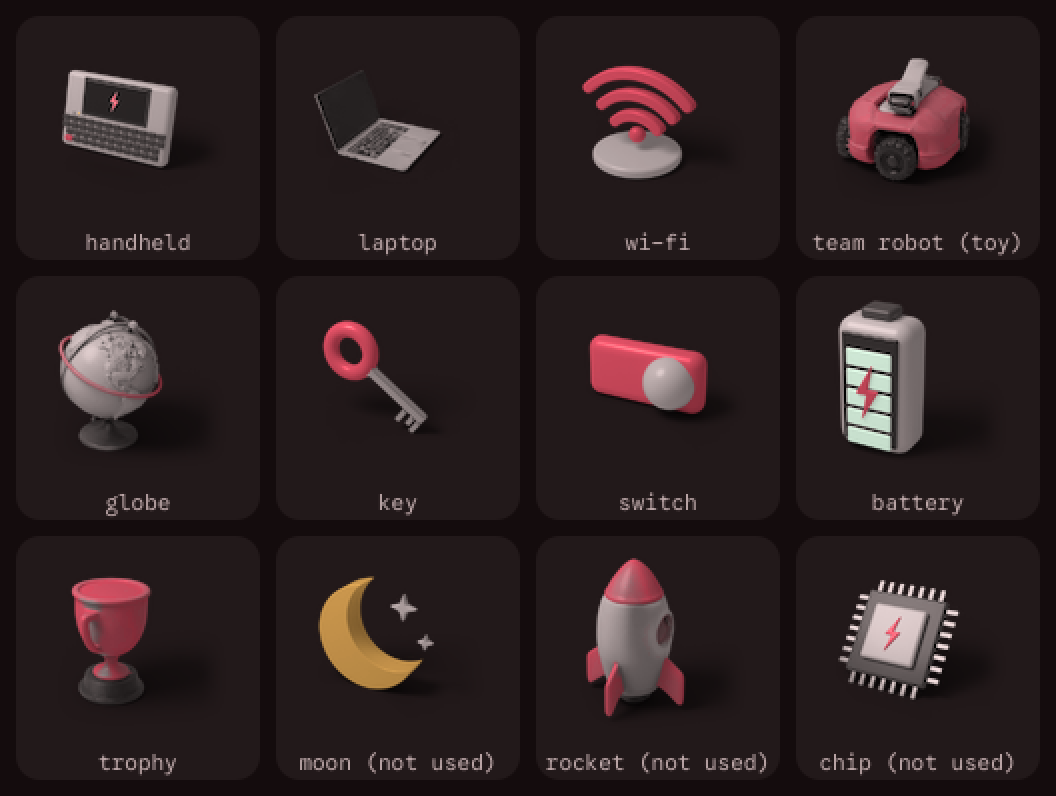 handheld
laptop
wi-fi
team robot (toy)
globe
key
switch
battery
trophy
moon (not used)
rocket (not used)
chip (not used)